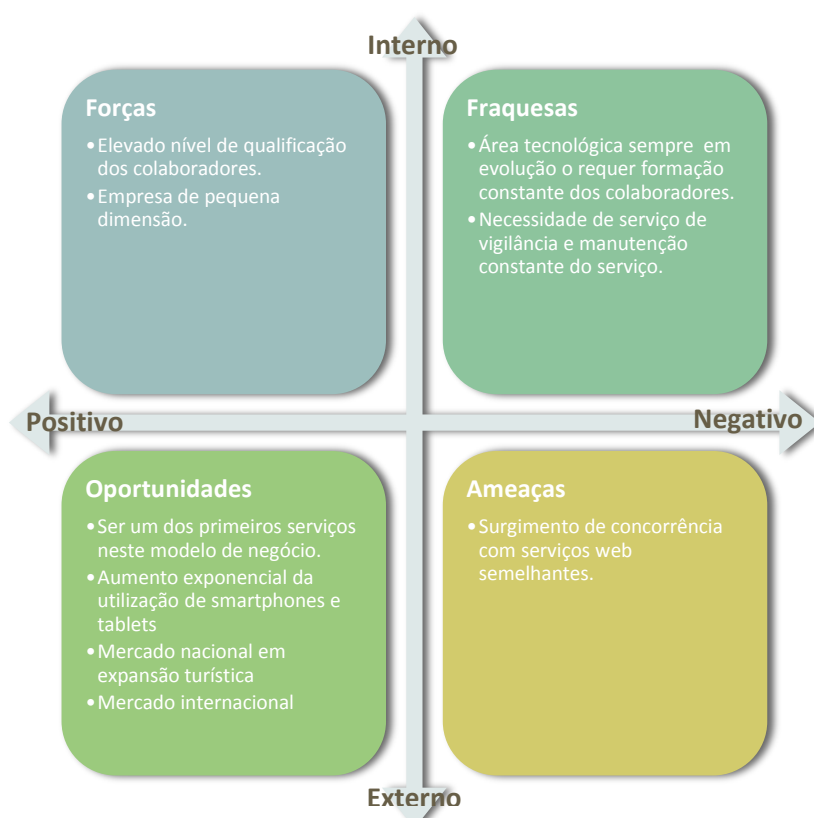 Interno
Forças
•Elevado nível de qualificação
dos colaboradores.
•Empresa de pequena
dimensão.
Fraquesas
•Área tecnológica sempre em
evolução o requer formação
constante dos colaboradores.
•Necessidade de serviço de
vigilância e manutenção
constante do serviço.
Positivo
Negativo
Oportunidades
•Ser um dos primeiros serviços
neste modelo de negócio.
•Aumento exponencial da
utilização de smartphones e
tablets
•Mercado nacional em
expansão turística
•Mercado internacional
Ameaças
•Surgimento de concorrência
com serviços web
semelhantes.
Externo